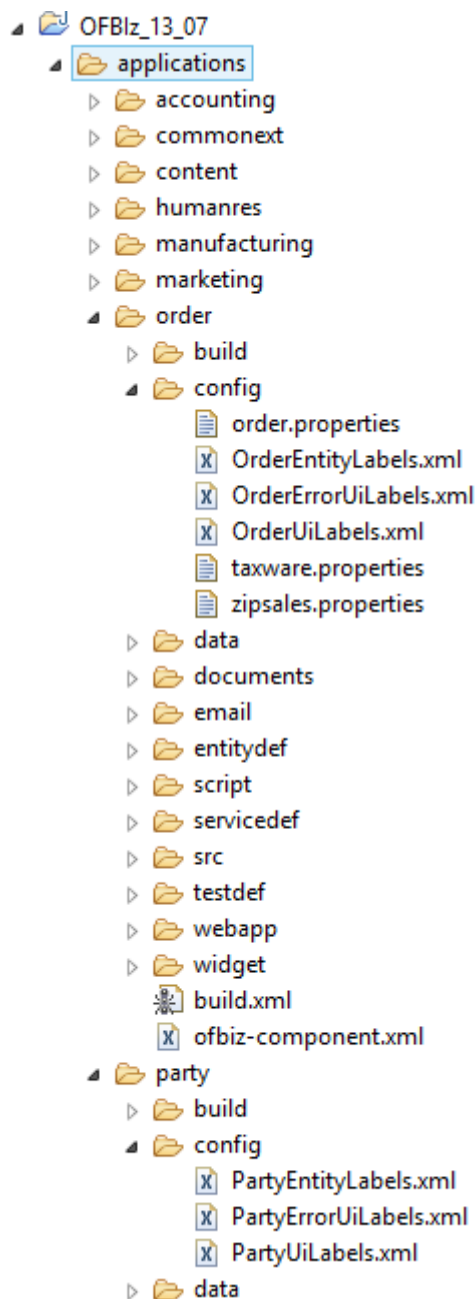 OFBIz_13_07
applications
accounting
commonext
content
humanres
manufacturing
marketing
order
build
config
order.properties
OrderEntityLabels.xml
OrderErrorUiLabels.xml
OrderUiLabels.xml
taxware.properties
zipsales.properties
data
documents
email
entitydef
script
servicedef
src
testdef
webapp
widget
build.xml
ofbiz-component.xml
party
build
config
PartyEntityLabels.xml
PartyErrorUiLabels.xml
PartyUiLabels.xml
data